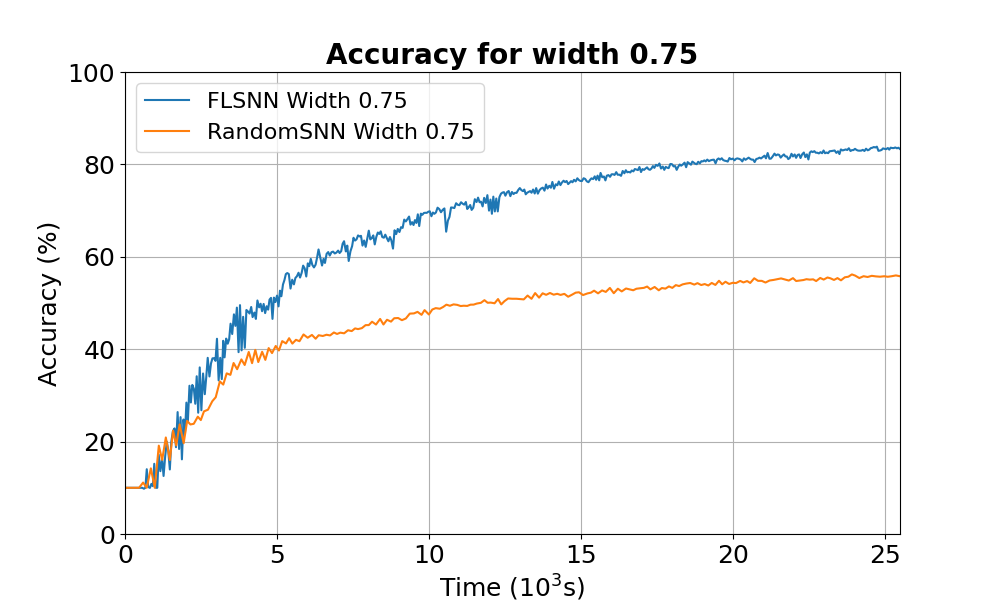 Accuracy for width 0.75
100
80
60
40
20
0
Accuracy (%)
FLSNN Width 0.75
RandomSNN Width 0.75
0 5 10 15 20 25
Time (10³s)